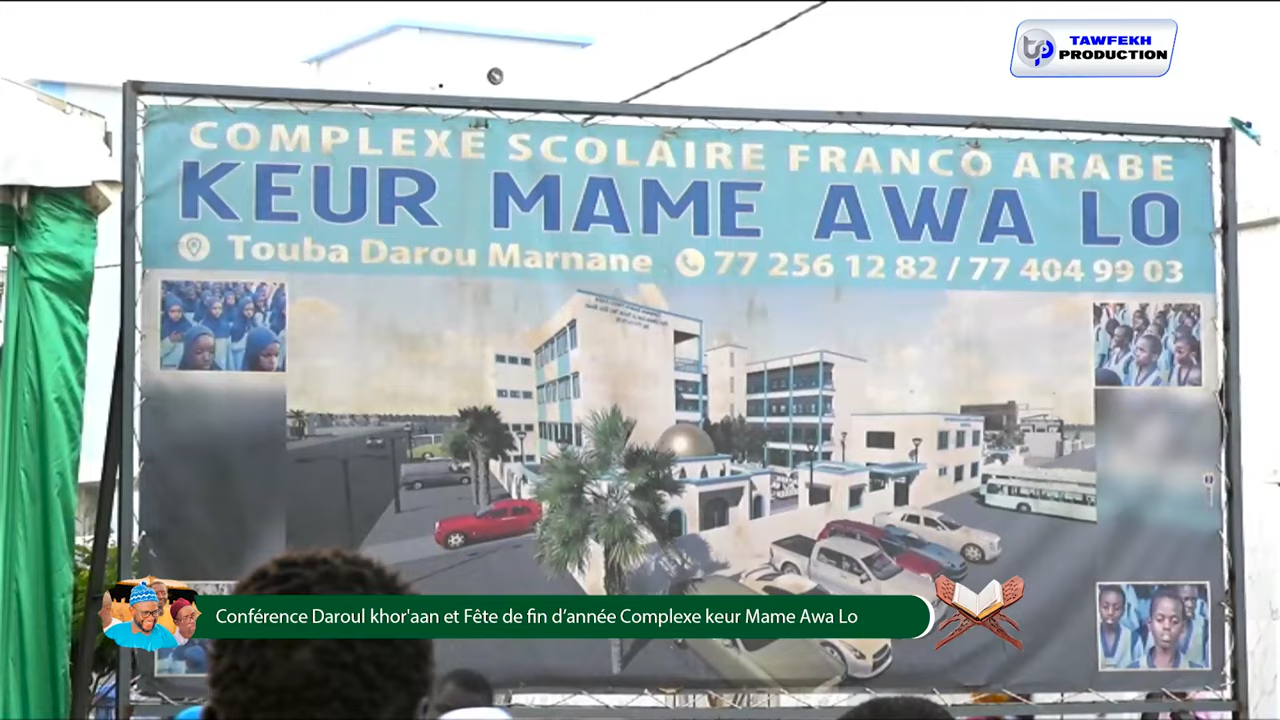 TAWFEKH
PRODUCTION
COMPLEXE SCOLAIRE FRANCO ARABE
KEUR MAME AWA LO
Touba Darou Marnane 77 256 12 82 / 77 404 99 03
Conférence Daroul khor'aan et Fête de fin d’année Complexe keur Mame Awa Lo